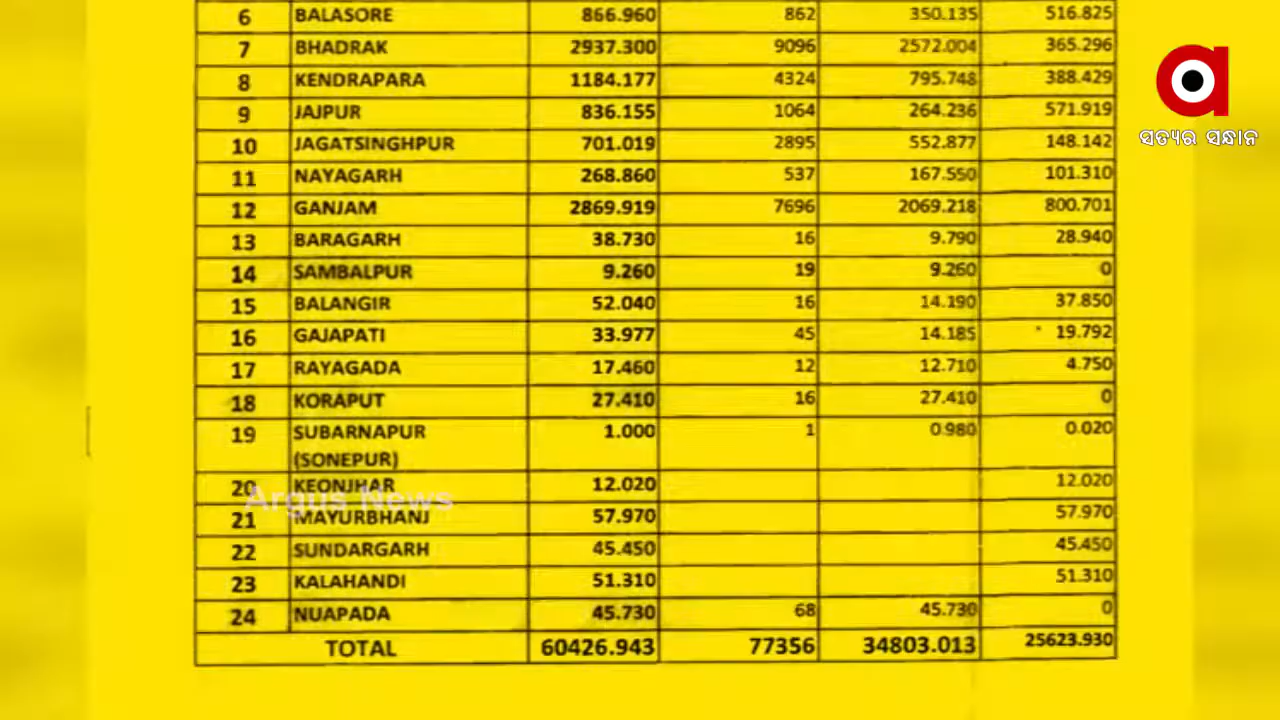 6 BALASORE 866.960 862 350.135 516.825
7 BHADRAK 2937.300 9096 2572.004 365.296
8 KENDRAPARA 1184.177 4324 795.748 388.429
9 JAJPUR 836.155 1064 264.236 571.919
10 JAGATSINGHPUR 701.019 2895 552.877 148.142
11 NAYAGARH 268.860 537 167.550 101.310
12 GANJAM 2869.919 7696 2069.218 800.701
13 BARAGARH 38.730 16 9.790 28.940
14 SAMBALPUR 9.260 19 9.260 0
15 BALANGIR 52.040 16 14.190 37.850
16 GAJAPATI 33.977 45 14.185 19.792
17 RAYAGADA 17.460 12 12.710 4.750
18 KORAPUT 27.410 16 27.410 0
19 SUBARNAPUR 1.000 1 0.980 0.020
(SONEPUR)
20 KEONJHAR 12.020 12.020
21 MAYURBHANJ 57.970 57.970
22 SUNDARGARH 45.450 45.450
23 KALAHANDI 51.310 51.310
24 NUAPADA 45.730 68 45.730 0
TOTAL 60426.943 77356 34803.013 25623.930
ସତ୍ୟର ସନ୍ଧାନ
Argus News